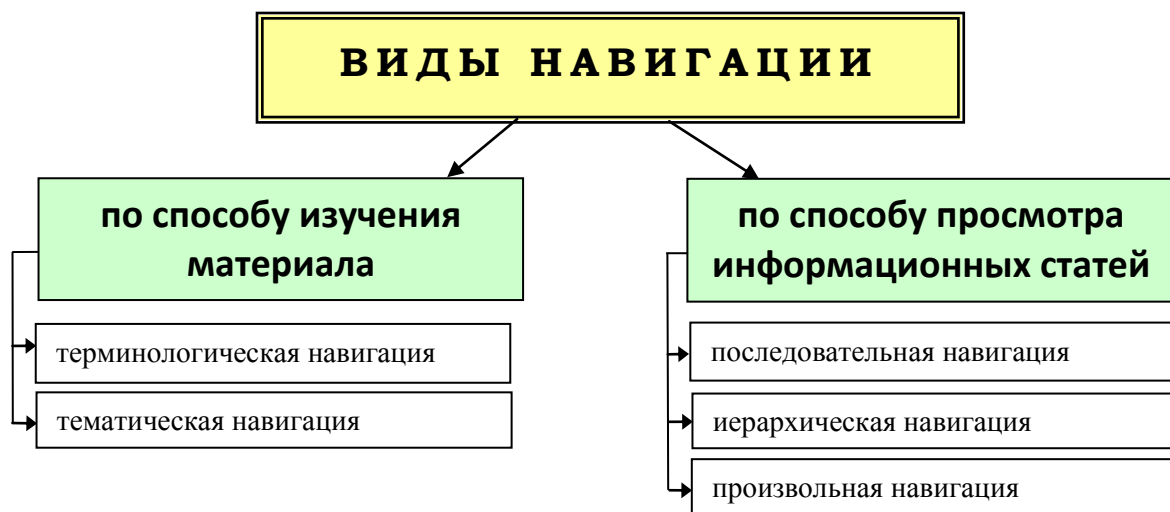 ВИДЫ НАВИГАЦИИ
по способу изучения
материала
терминологическая навигация
тематическая навигация
по способу просмотра
информационных статей
последовательная навигация
иерархическая навигация
произвольная навигация